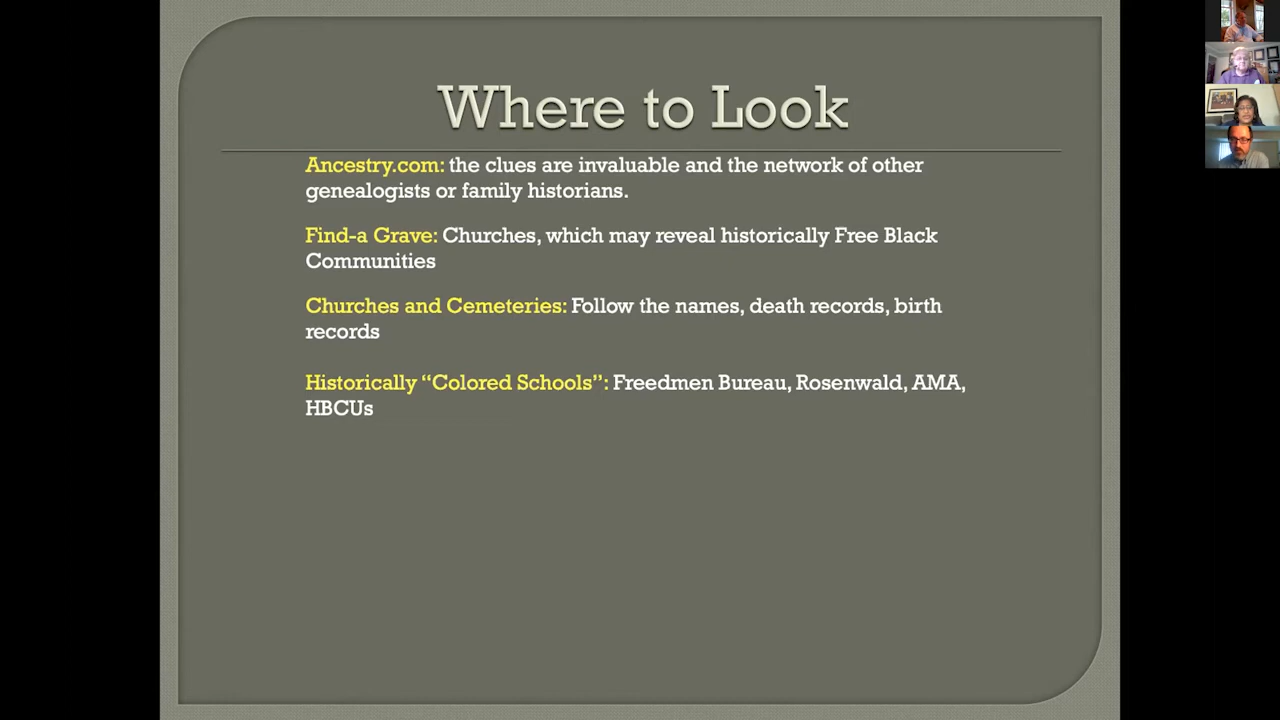 Where to Look
Ancestry.com: the clues are invaluable and the network of other
genealogists or family historians.
Find-a Grave: Churches, which may reveal historically Free Black
Communities
Churches and Cemeteries: Follow the names, death records, birth
records
Historically “Colored Schools”: Freedmen Bureau, Rosenwald, AMA,
HBCUs